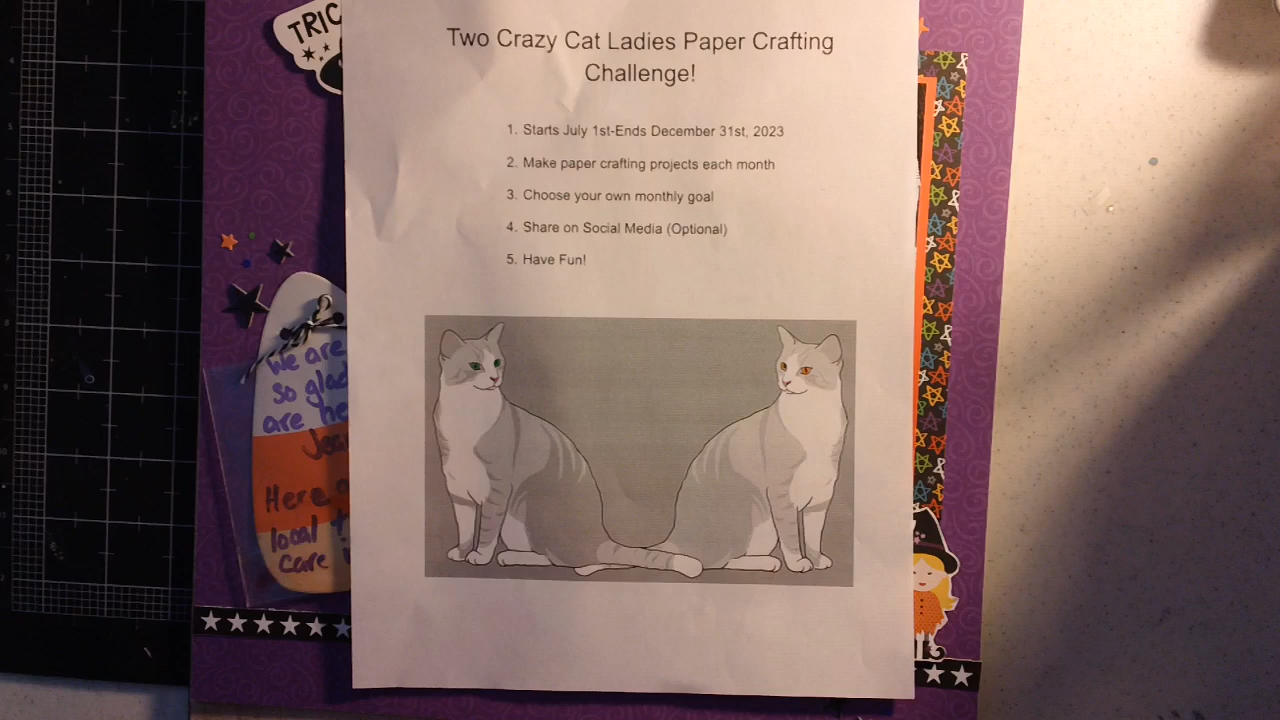 Two Crazy Cat Ladies Paper Crafting
Challenge!
1. Starts July 1st-Ends December 31st, 2023
2. Make paper crafting projects each month
3. Choose your own monthly goal
4. Share on Social Media (Optional)
5. Have Fun!
TRIC
We are
so glad
are he
Jea
Here
local t
care